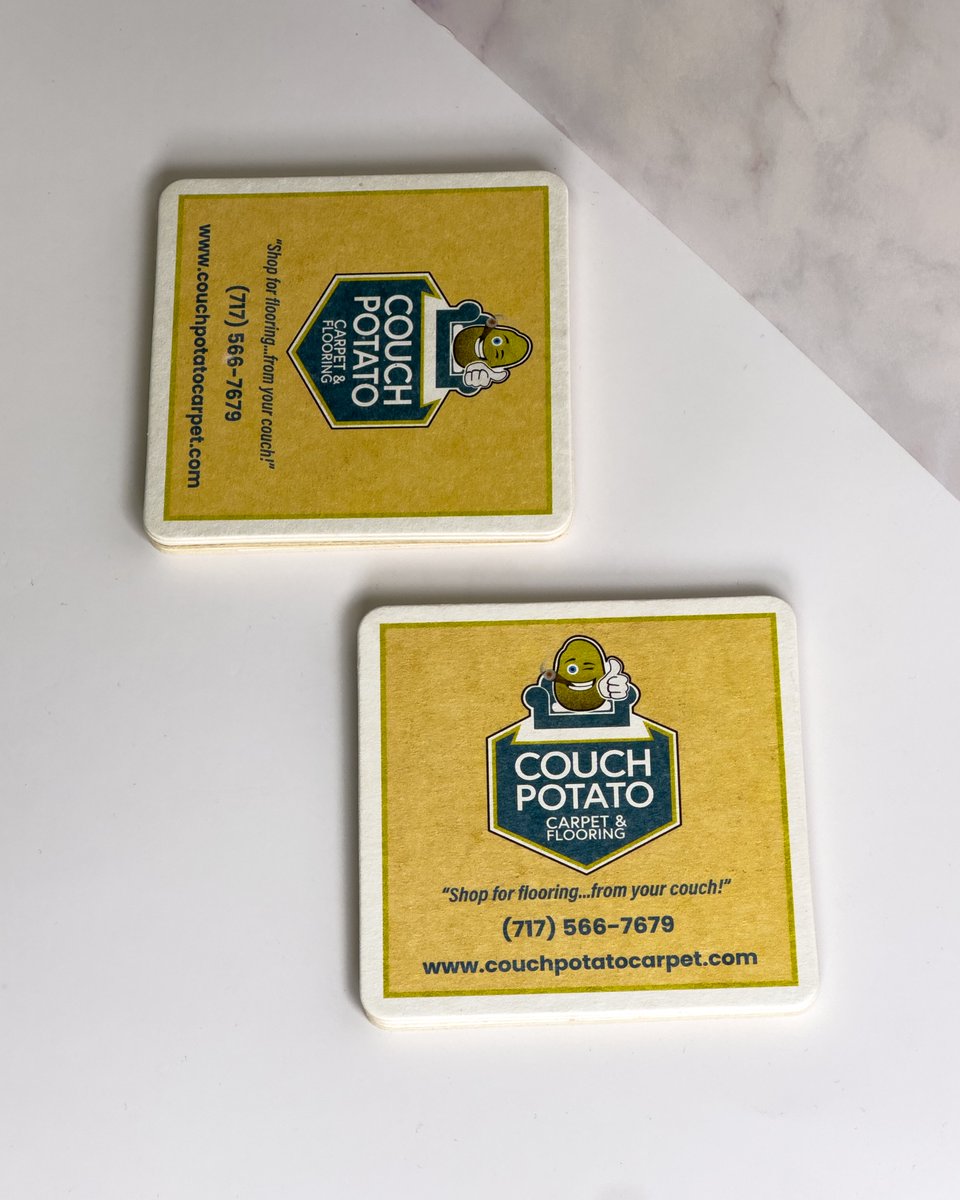 COUCH
POTATO
CARPET &
FLOORING
"Shop for flooring...from your couch!"
(717) 566-7679
www.couchpotatocarpet.com
COUCH
POTATO
CARPET &
FLOORING
"Shop for flooring...from your couch!"
(717) 566-7679
www.couchpotatocarpet.com